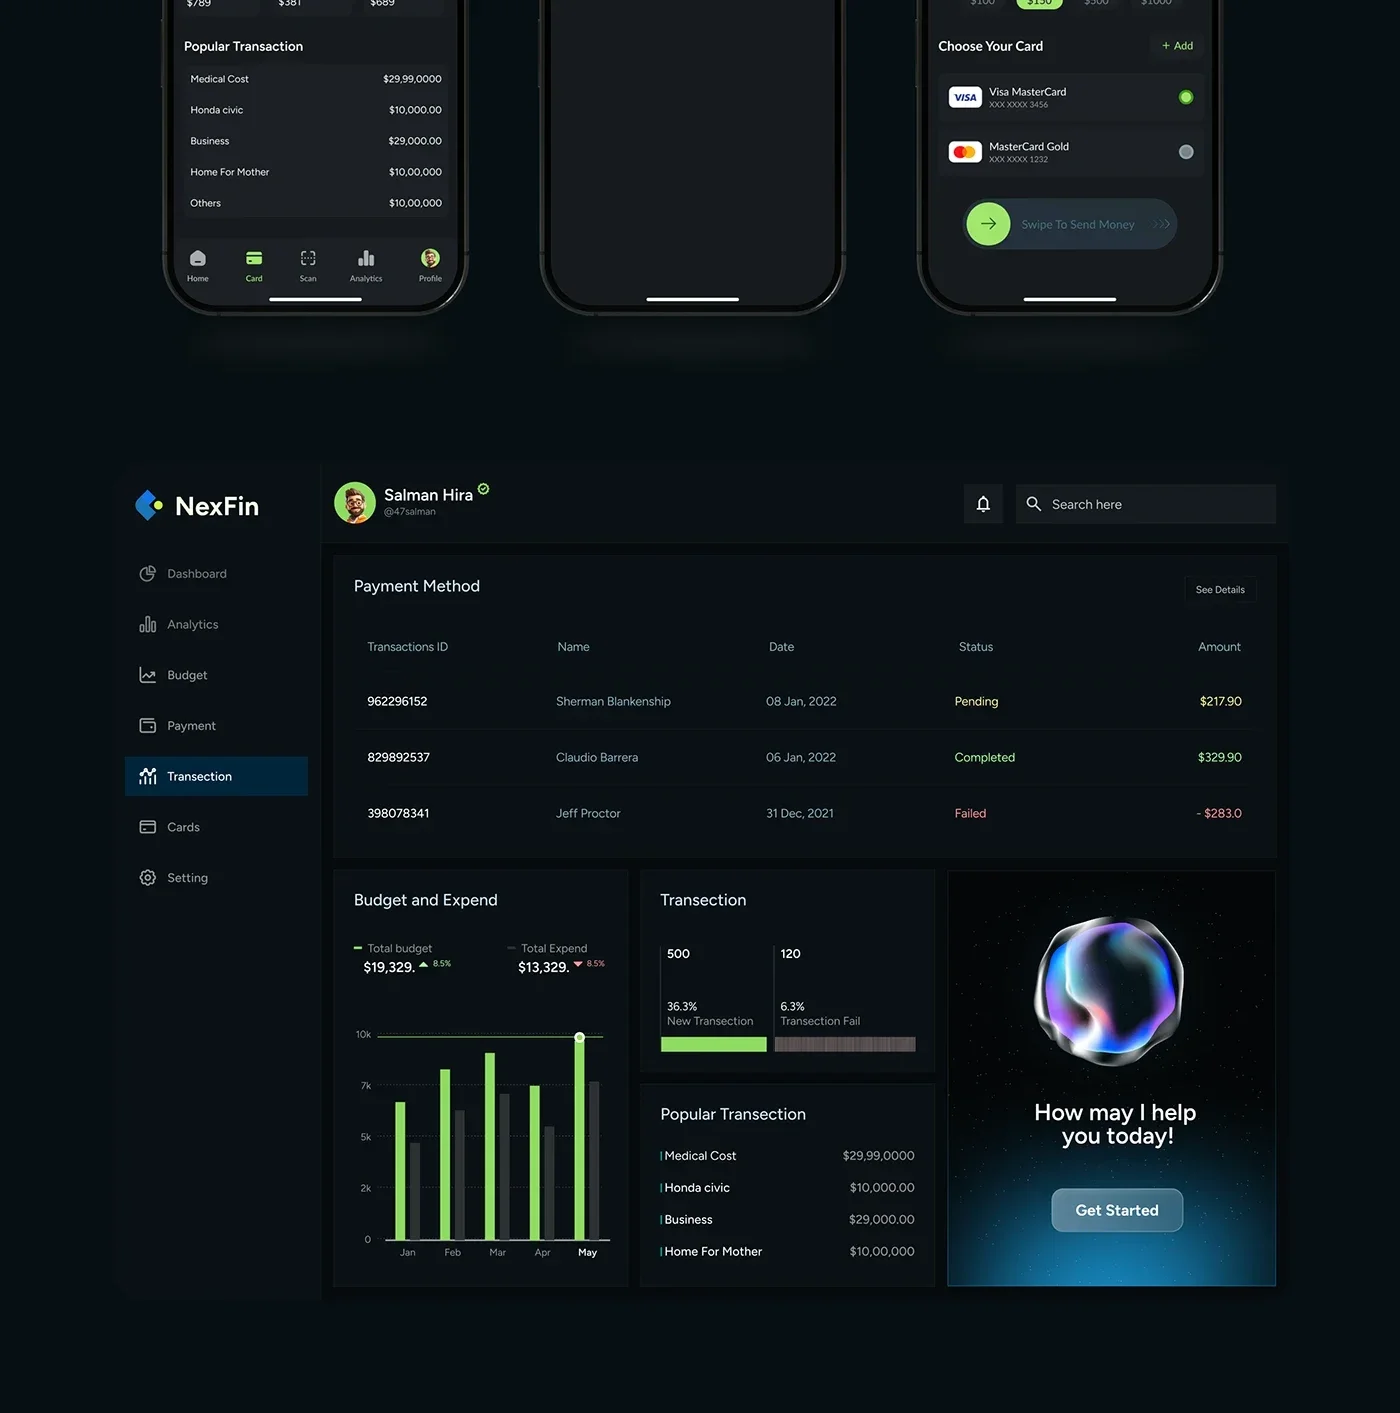 $789 $381 $689
Popular Transaction
Medical Cost $29,99,0000
Honda civic $10,000.00
Business $29,000.00
Home For Mother $10,00,000
Others $10,00,000
Home Card Scan Analytics Profile
$100 $150 $500 $1000
Choose Your Card + Add
VISA Visa MasterCard
XXX XXXX 3456
MasterCard Gold
XXX XXXX 1232
Swipe To Send Money
NexFin
Dashboard
Analytics
Budget
Payment
Transection
Cards
Setting
Salman Hira
@47salman
Search here
Payment Method See Details
Transactions ID Name Date Status Amount
962296152 Sherman Blankenship 08 Jan, 2022 Pending $217.90
829892537 Claudio Barrera 06 Jan, 2022 Completed $329.90
398078341 Jeff Proctor 31 Dec, 2021 Failed - $283.0
Budget and Expend
Total budget Total Expend
$19,329. 8.5% $13,329. 8.5%
10k
7k
5k
2k
0
Jan Feb Mar Apr May
Transection
500 120
36.3% 6.3%
New Transection Transection Fail
Popular Transection
Medical Cost $29,99,0000
Honda civic $10,000.00
Business $29,000.00
Home For Mother $10,00,000
How may I help
you today!
Get Started